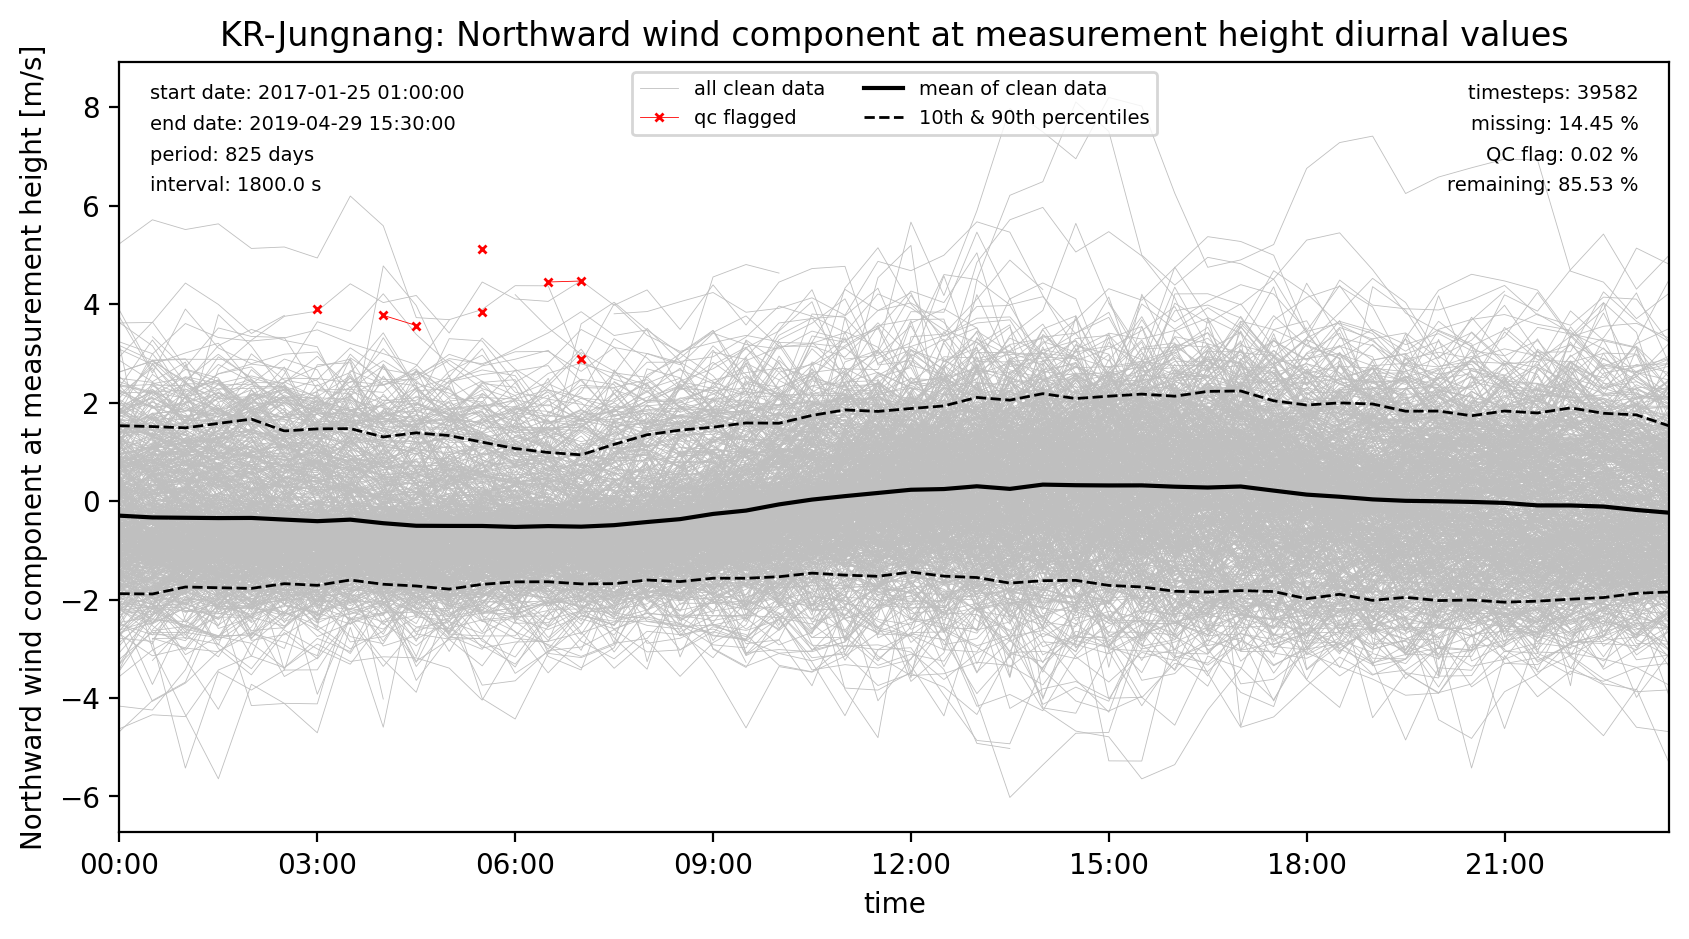 KR-Jungnang: Northward wind component at measurement height diurnal values
Northward wind component at measurement height [m/s]
start date: 2017-01-25 01:00:00
end date: 2019-04-29 15:30:00
period: 825 days
interval: 1800.0 s
all clean data
qc flagged
mean of clean data
10th & 90th percentiles
timesteps: 39582
missing: 14.45 %
QC flag: 0.02 %
remaining: 85.53 %
8
6
4
2
0
−2
−4
−6
00:00 03:00 06:00 09:00 12:00 15:00 18:00 21:00
time